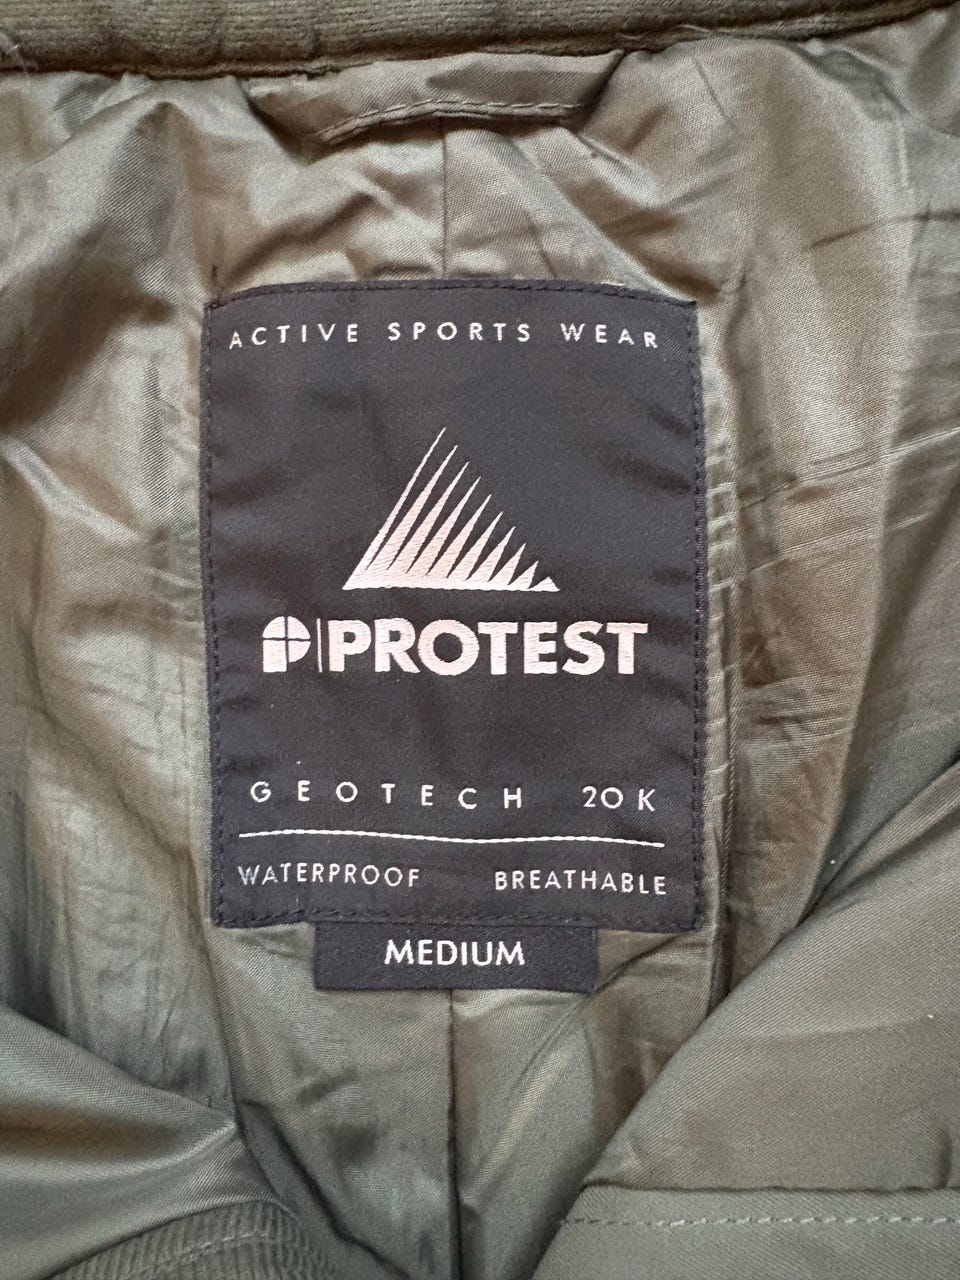 ACTIVE SPORTS WEAR
P|PROTEST
GEOTECH 20K
WATERPROOF BREATHABLE
MEDIUM